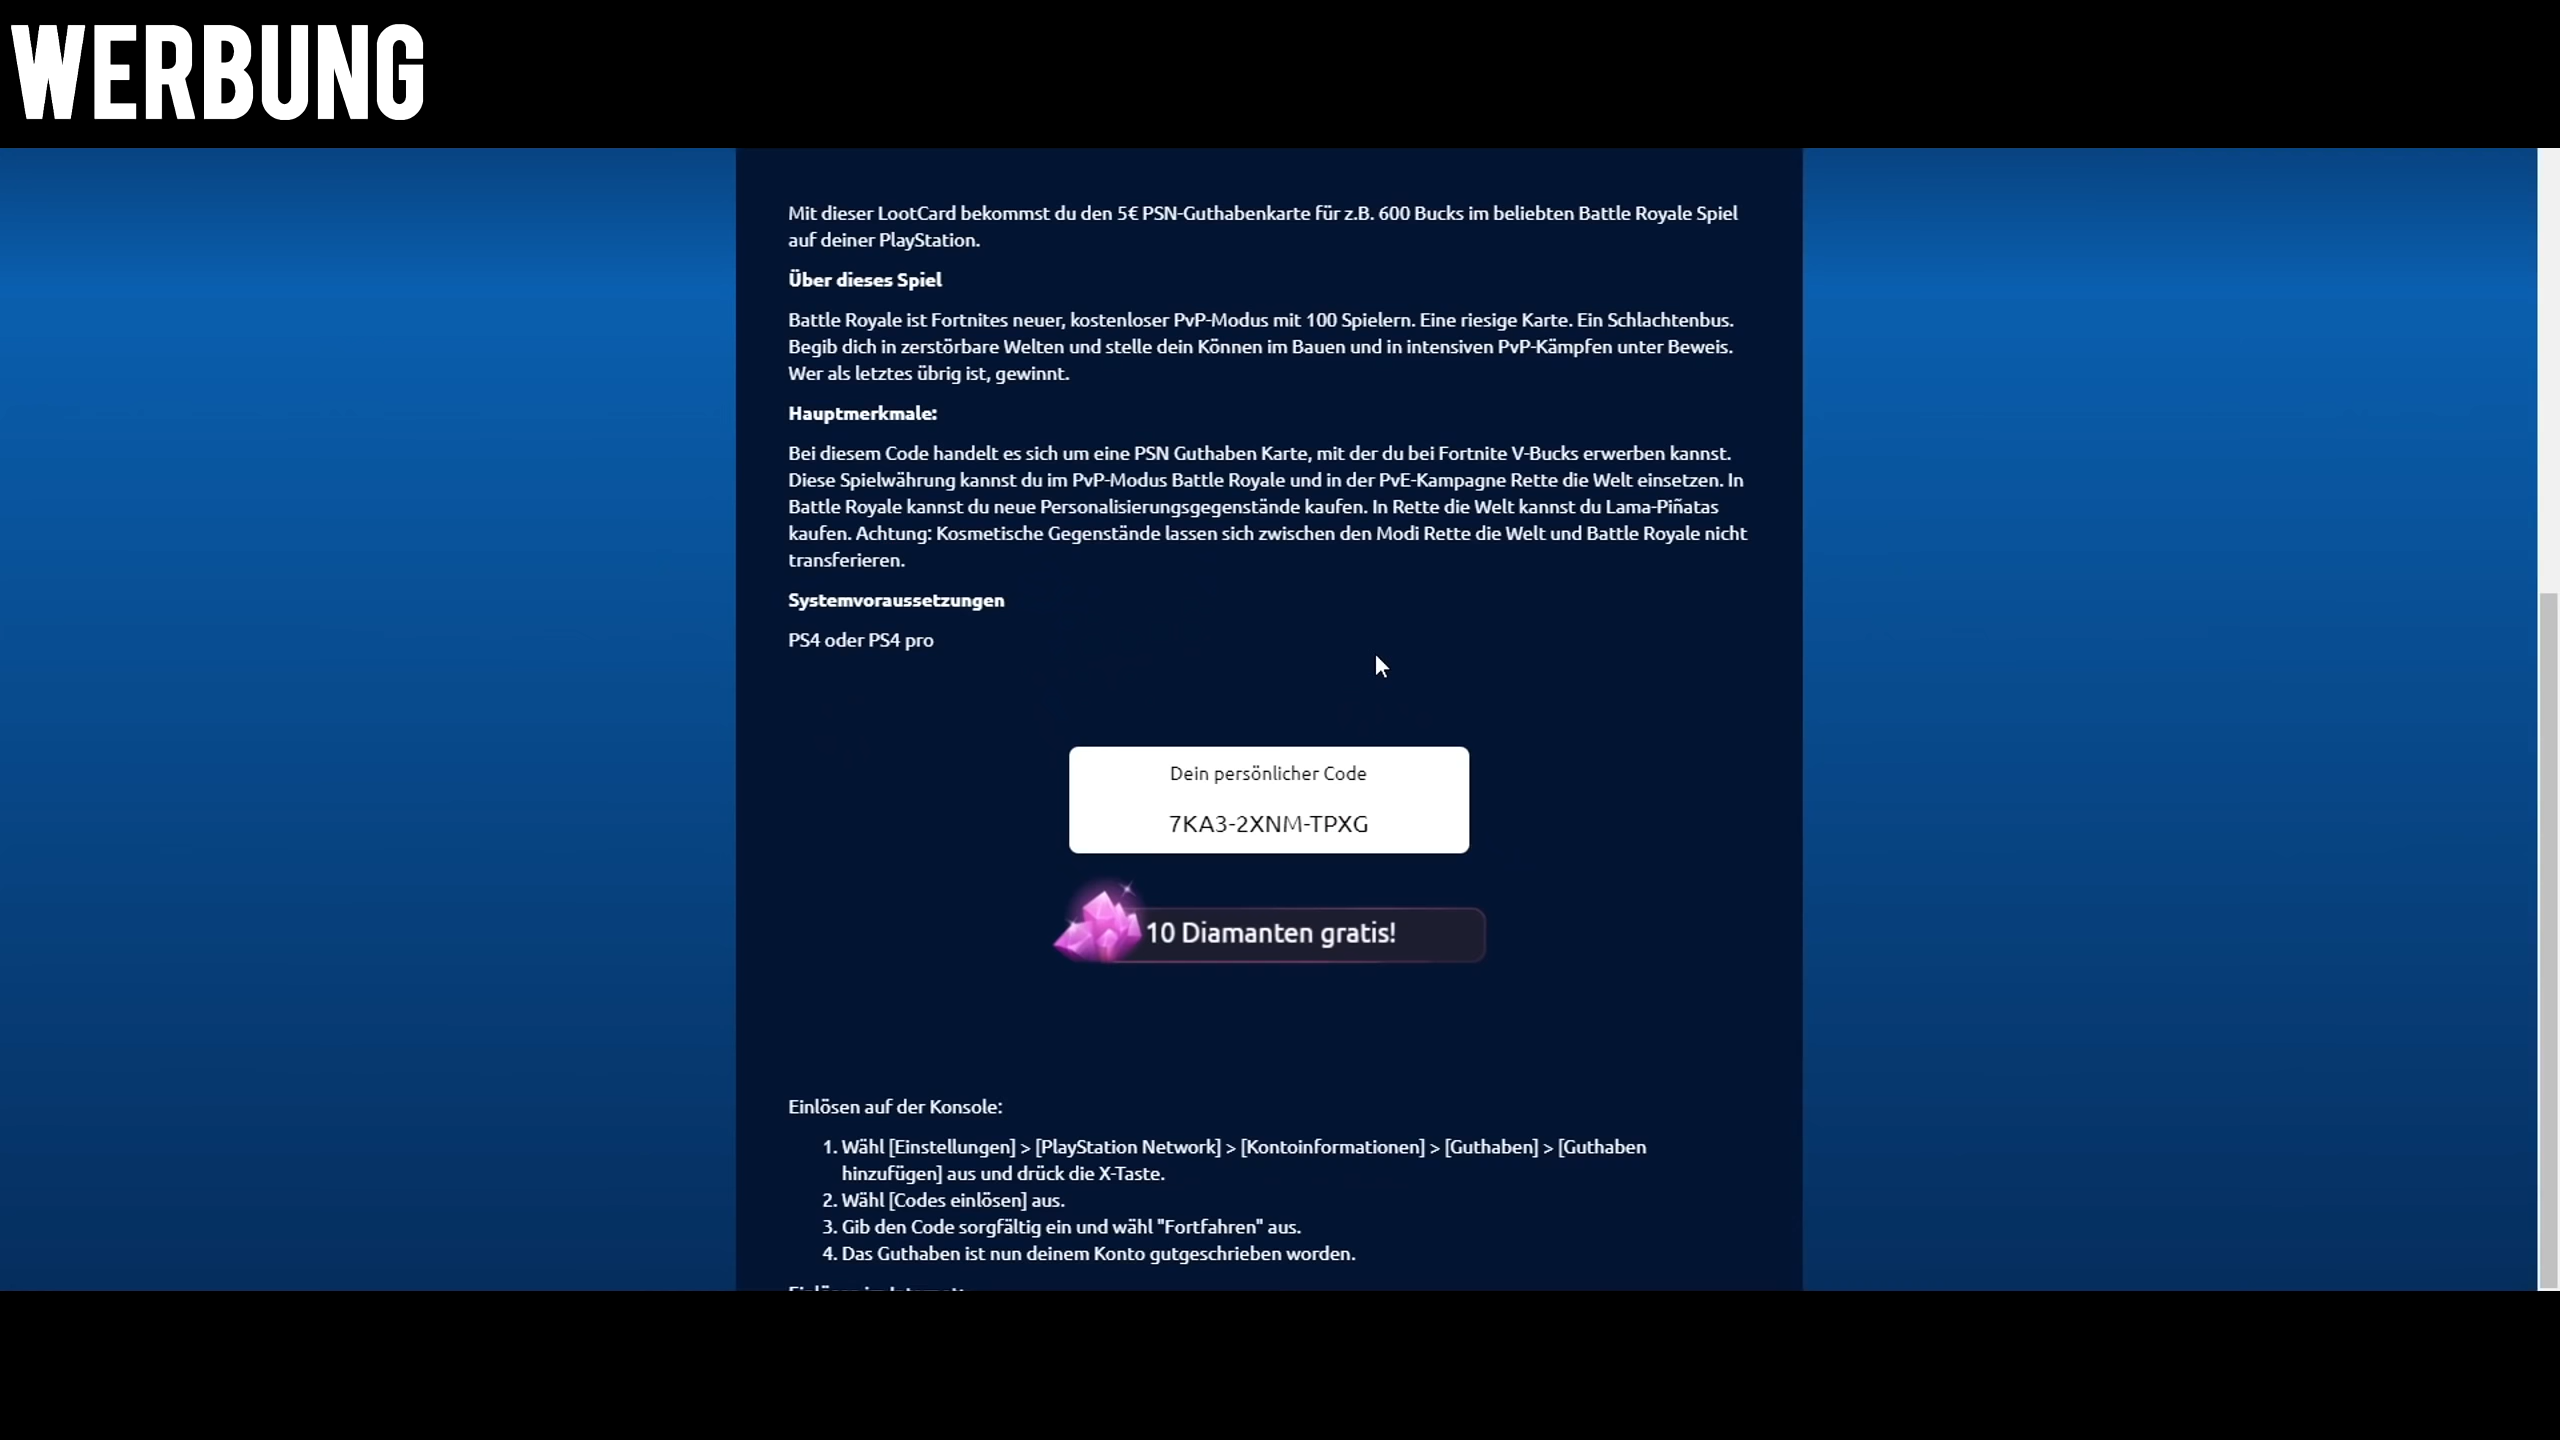 WERBUNG
Mit dieser LootCard bekommst du den 5€ PSN-Guthabenkarte für z.B. 600 Bucks im beliebten Battle Royale Spiel
auf deiner PlayStation.
Über dieses Spiel
Battle Royale ist Fortnites neuer, kostenloser PvP-Modus mit 100 Spielern. Eine riesige Karte. Ein Schlachtenbus.
Begib dich in zerstörbare Welten und stelle dein Können im Bauen und in intensiven PvP-Kämpfen unter Beweis.
Wer als letztes übrig ist, gewinnt.
Hauptmerkmale:
Bei diesem Code handelt es sich um eine PSN Guthaben Karte, mit der du bei Fortnite V-Bucks erwerben kannst.
Diese Spielwährung kannst du im PvP-Modus Battle Royale und in der PvE-Kampagne Rette die Welt einsetzen. In
Battle Royale kannst du neue Personalisierungsgegenstände kaufen. In Rette die Welt kannst du Lama-Piñatas
kaufen. Achtung: Kosmetische Gegenstände lassen sich zwischen den Modi Rette die Welt und Battle Royale nicht
transferieren.
Systemvoraussetzungen
PS4 oder PS4 pro
Dein persönlicher Code
7KA3-2XNM-TPXG
10 Diamanten gratis!
Einlösen auf der Konsole:
1. Wähl [Einstellungen] > [PlayStation Network] > [Kontoinformationen] > [Guthaben] > [Guthaben
hinzufügen] aus und drück die X-Taste.
2. Wähl [Codes einlösen] aus.
3. Gib den Code sorgfältig ein und wähl "Fortfahren" aus.
4. Das Guthaben ist nun deinem Konto gutgeschrieben worden.